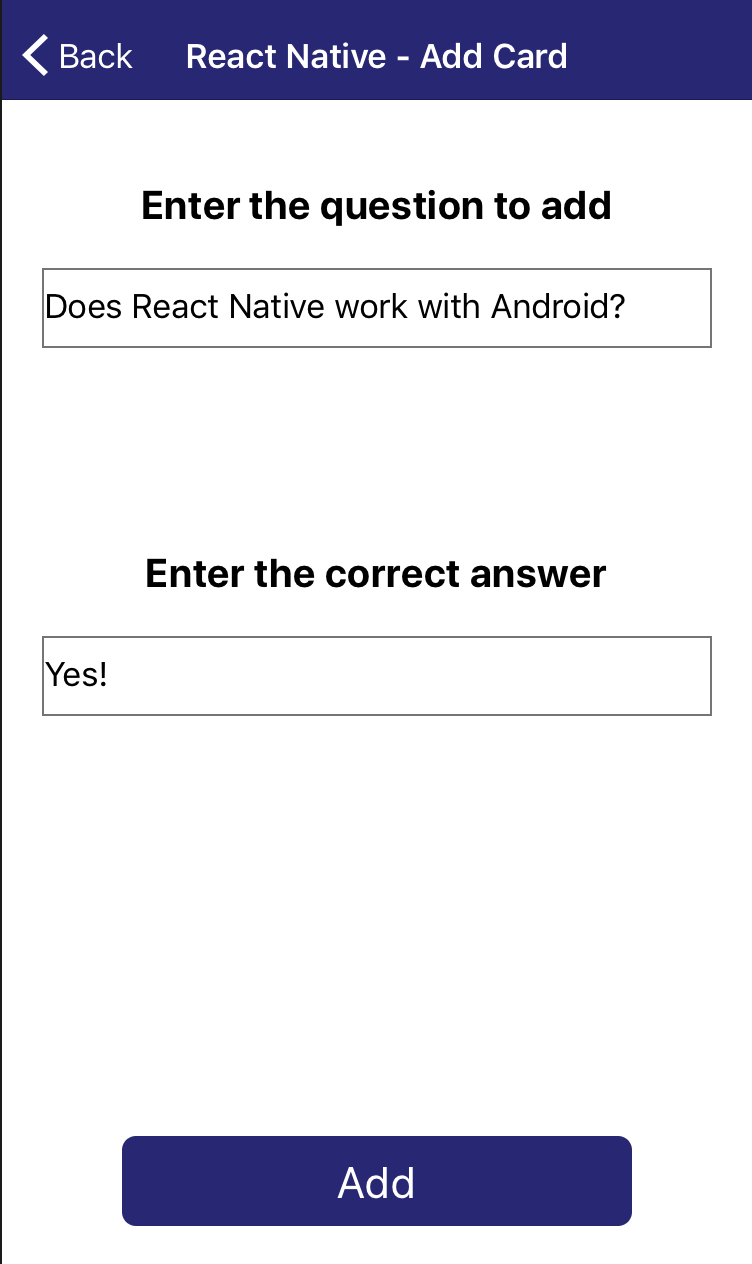 Back React Native - Add Card
Enter the question to add
Does React Native work with Android?
Enter the correct answer
Yes!
Add